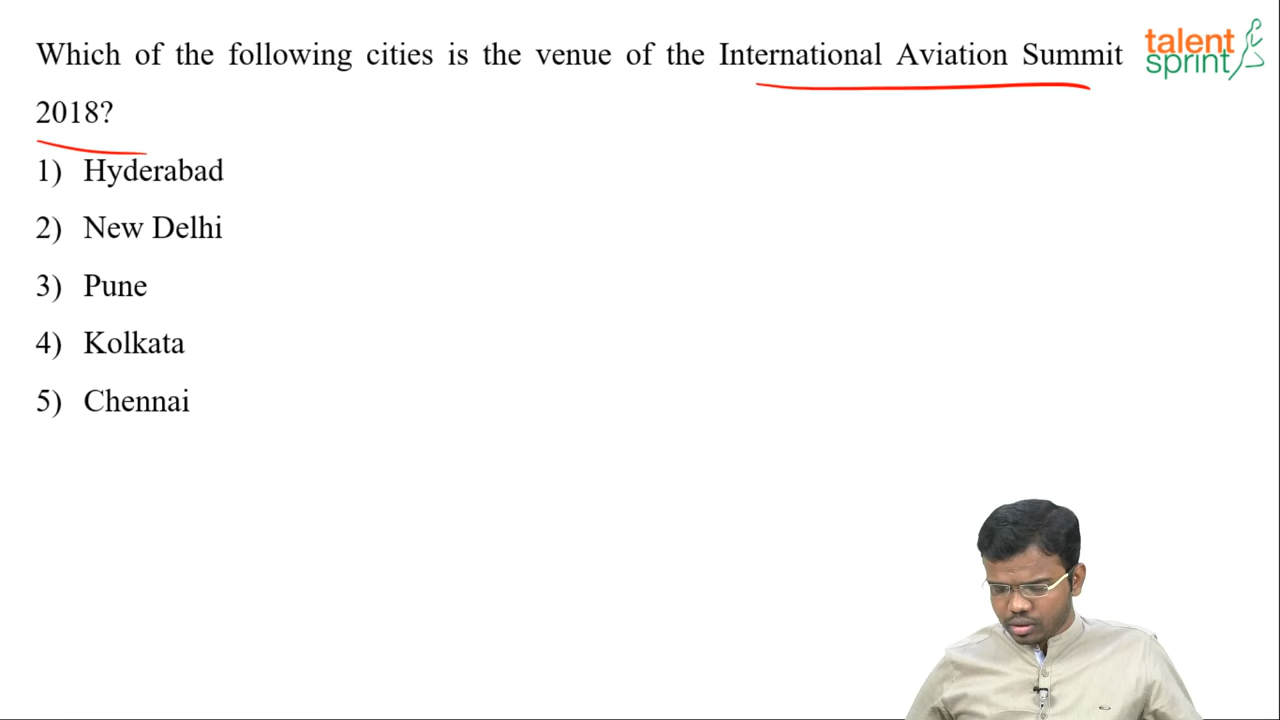 Which of the following cities is the venue of the International Aviation Summit
2018?
1) Hyderabad
2) New Delhi
3) Pune
4) Kolkata
5) Chennai
talent
sprint